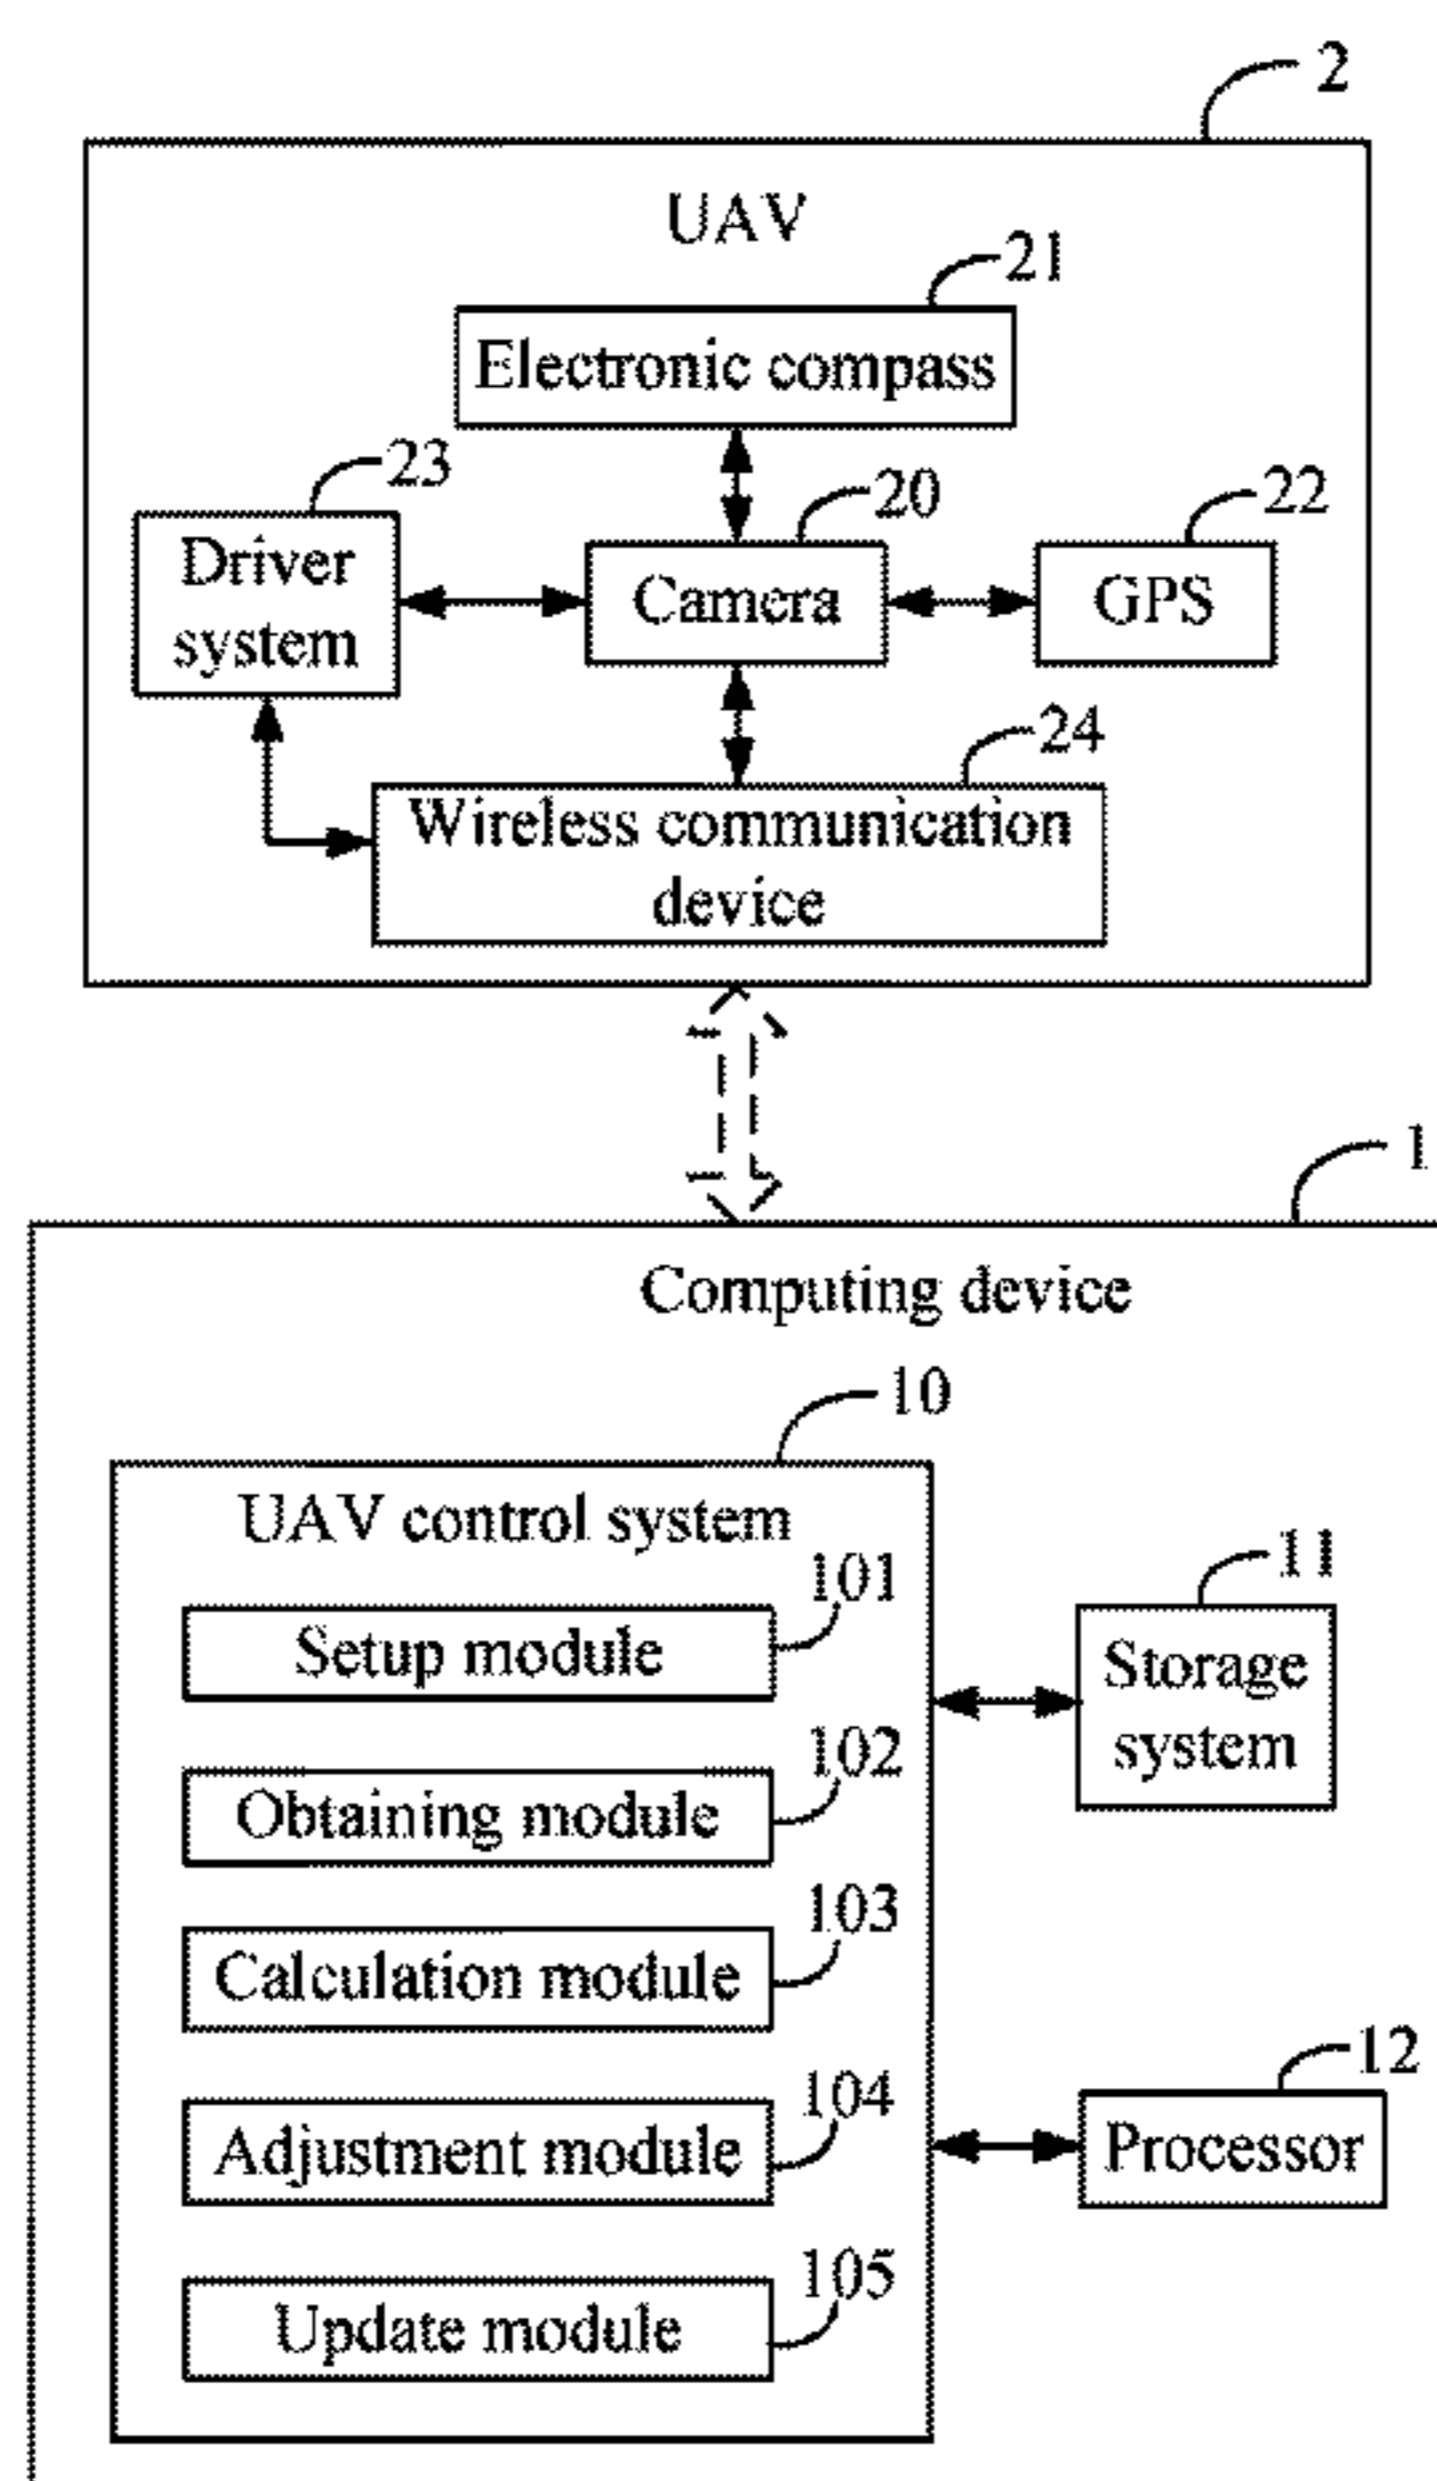 2
UAV
21
Electronic compass
23
20
22
Driver
system
Camera
GPS
24
Wireless communication
device
1
Computing device
10
UAV control system
11
101
Setup module
Storage
system
102
Obtaining module
103
Calculation module
12
104
Adjustment module
Processor
105
Update module